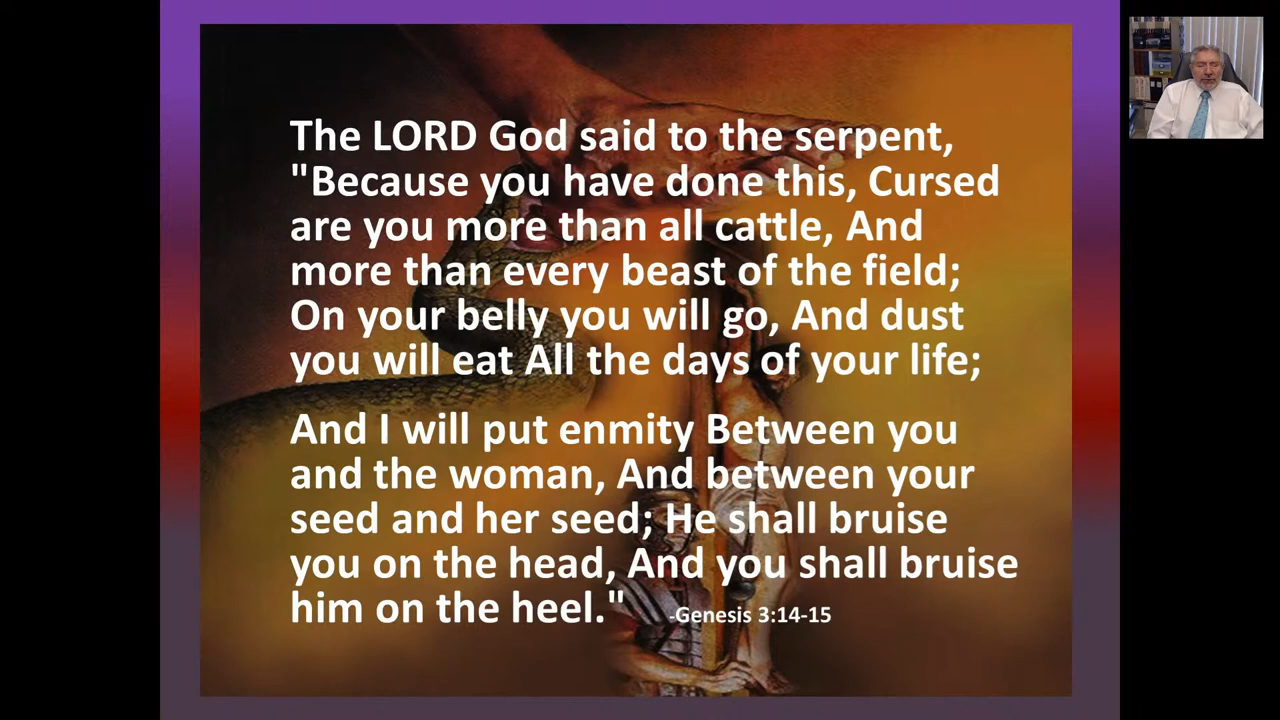 The LORD God said to the serpent,
"Because you have done this, Cursed
are you more than all cattle, And
more than every beast of the field;
On your belly you will go, And dust
you will eat All the days of your life;
And I will put enmity Between you
and the woman, And between your
seed and her seed; He shall bruise
you on the head, And you shall bruise
him on the heel." -Genesis 3:14-15